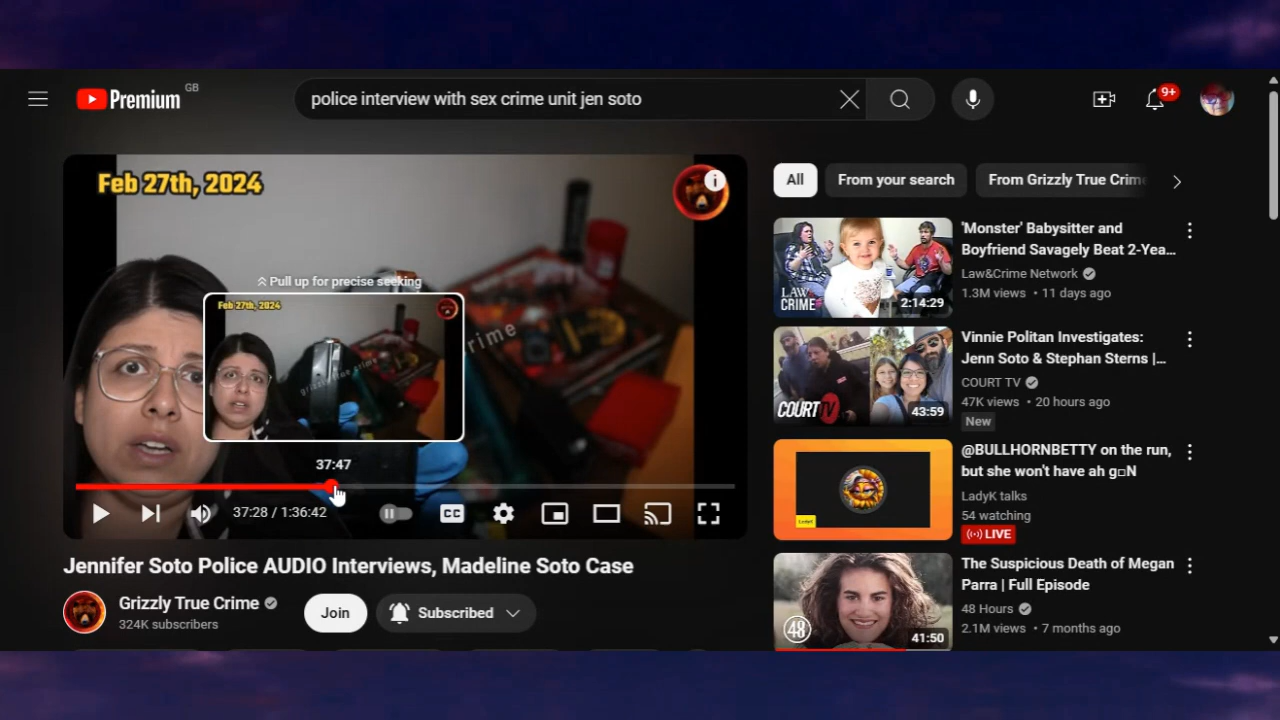 Premium GB
police interview with sex crime unit jen soto
9+
Feb 27th, 2024
i
Pull up for precise seeking
Feb 27th, 2024
grizzly true crime
37:47
37:28 / 1:36:42
CC
Jennifer Soto Police AUDIO Interviews, Madeline Soto Case
Grizzly True Crime
324K subscribers
Join
Subscribed
All
From your search
From Grizzly True Crime
LAW
CRIME
2:14:29
'Monster' Babysitter and
Boyfriend Savagely Beat 2-Yea...
Law&Crime Network
1.3M views • 11 days ago
COURT TV
43:59
Vinnie Politan Investigates:
Jenn Soto & Stephan Sterns |...
COURT TV
47K views • 20 hours ago
New
@BULLHORNBETTY on the run,
but she won't have ah g□N
LadyK talks
54 watching
LIVE
48
41:50
The Suspicious Death of Megan
Parra | Full Episode
48 Hours
2.1M views • 7 months ago